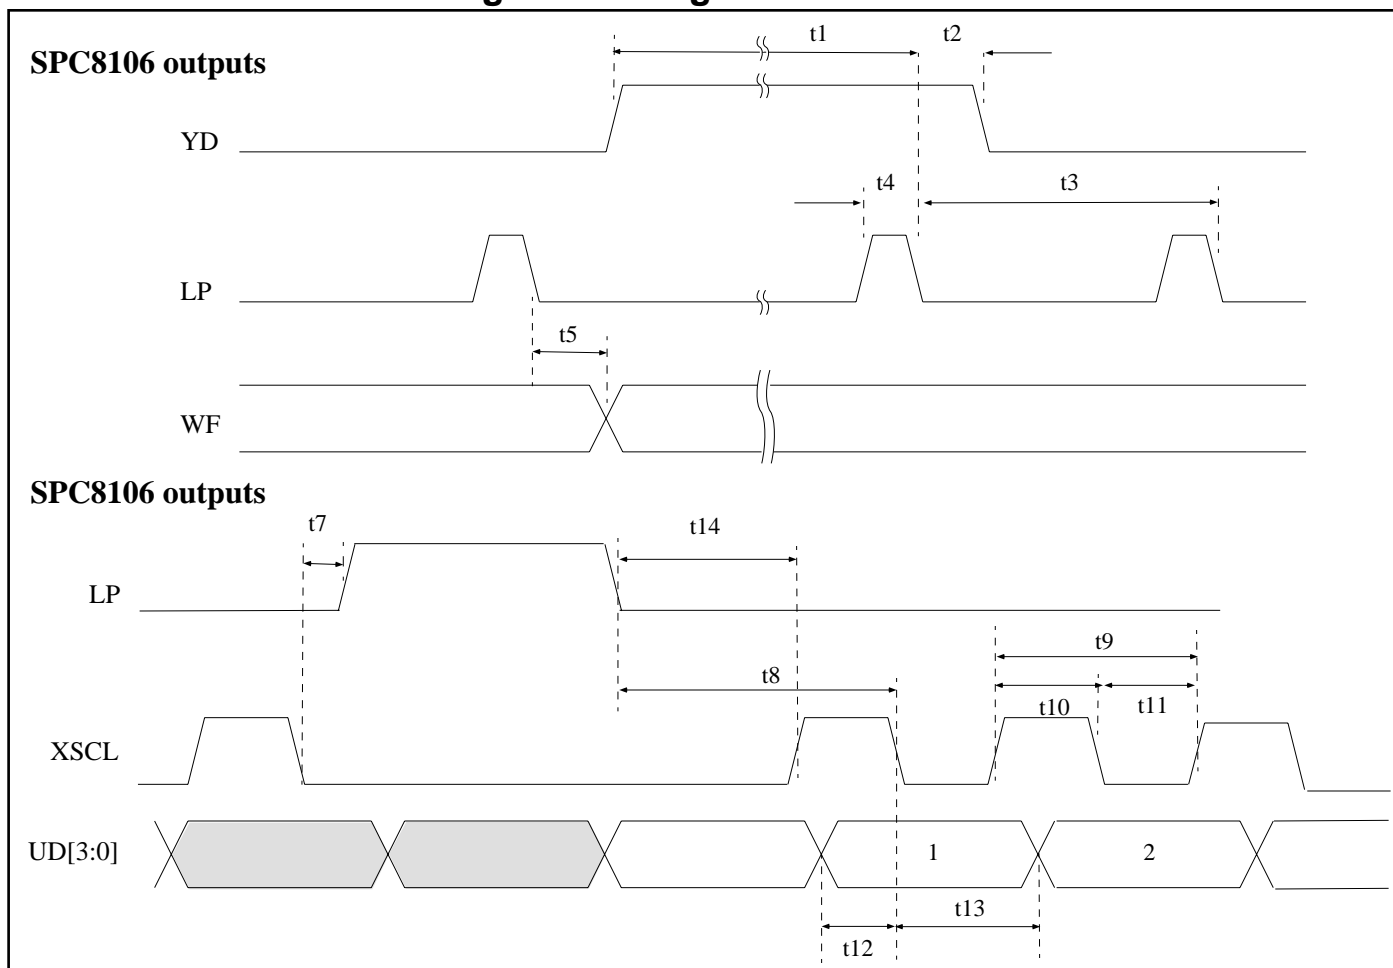 SPC8106 outputs
t1
t2
YD
t4
t3
LP
t5
WF
SPC8106 outputs
t7
t14
LP
t9
t8
t10
t11
XSCL
UD[3:0]
1
2
t13
t12